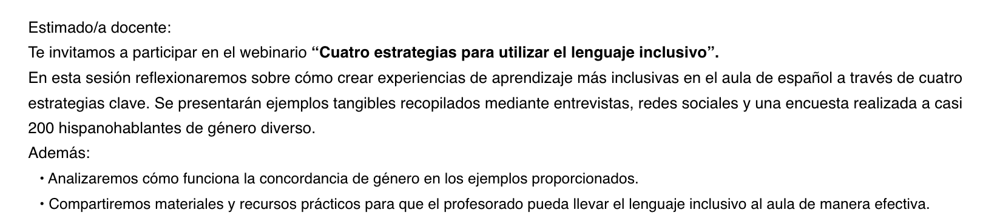 Estimado/a docente:
Te invitamos a participar en el webinario “Cuatro estrategias para utilizar el lenguaje inclusivo”.
En esta sesión reflexionaremos sobre cómo crear experiencias de aprendizaje más inclusivas en el aula de español a través de cuatro
estrategias clave. Se presentarán ejemplos tangibles recopilados mediante entrevistas, redes sociales y una encuesta realizada a casi
200 hispanohablantes de género diverso.
Además:
• Analizaremos cómo funciona la concordancia de género en los ejemplos proporcionados.
• Compartiremos materiales y recursos prácticos para que el profesorado pueda llevar el lenguaje inclusivo al aula de manera efectiva.